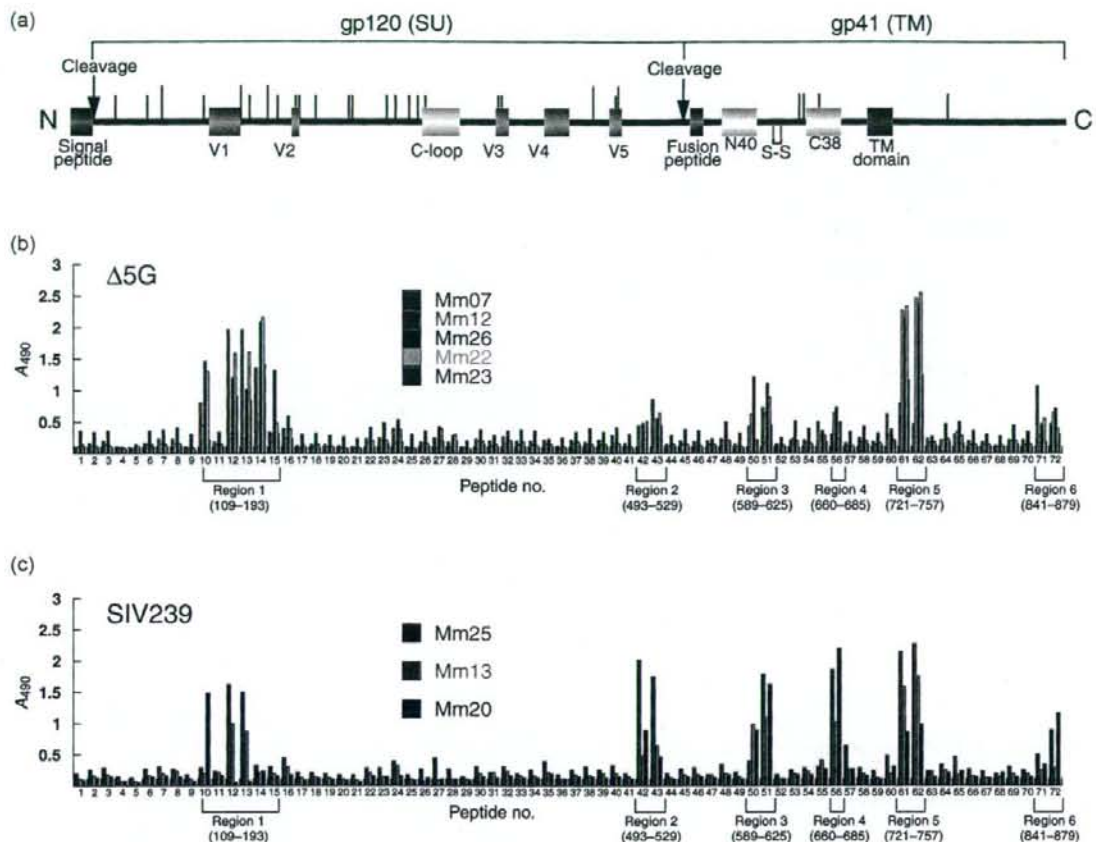 (a)
gp120 (SU)
gp41 (TM)
Cleavage
Cleavage
N
C
Signal peptide
V1
V2
C-loop
V3
V4
V5
Fusion peptide
N40
S-S
C38
TM domain
(b)
Δ5G
3
2.5
2
1.5
1
0.5
A490
Mm07
Mm12
Mm26
Mm22
Mm23
1 2 3 4 5 6 7 8 9 10 11 12 13 14 15 16 17 18 19 20 21 22 23 24 25 26 27 28 29 30 31 32 33 34 35 36 37 38 39 40 41 42 43 44 45 46 47 48 49 50 51 52 53 54 55 56 57 58 59 60 61 62 63 64 65 66 67 68 69 70 71 72
Region 1
(109–193)
Peptide no.
Region 2
(493–529)
Region 3
(589–625)
Region 4
(660–685)
Region 5
(721–757)
Region 6
(841–879)
(c)
SIV239
3
2.5
2
1.5
1
0.5
A490
Mm25
Mm13
Mm20
1 2 3 4 5 6 7 8 9 10 11 12 13 14 15 16 17 18 19 20 21 22 23 24 25 26 27 28 29 30 31 32 33 34 35 36 37 38 39 40 41 42 43 44 45 46 47 48 49 50 51 52 53 54 55 56 57 58 59 60 61 62 63 64 65 66 67 68 69 70 71 72
Region 1
(109–193)
Region 2
(493–529)
Region 3
(589–625)
Region 4
(660–685)
Region 5
(721–757)
Region 6
(841–879)